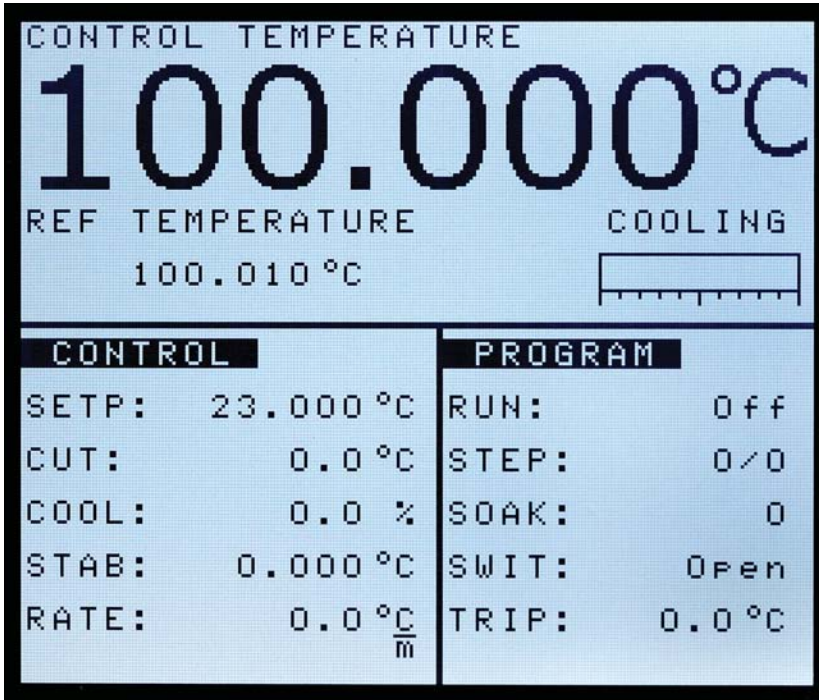 CONTROL TEMPERATURE
100.000°C
REF TEMPERATURE
100.010°C
COOLING
CONTROL
SETP: 23.000°C
CUT: 0.0°C
COOL: 0.0 %
STAB: 0.000°C
RATE: 0.0°C/m
PROGRAM
RUN: Off
STEP: 0/0
SOAK: 0
SWIT: Open
TRIP: 0.0°C